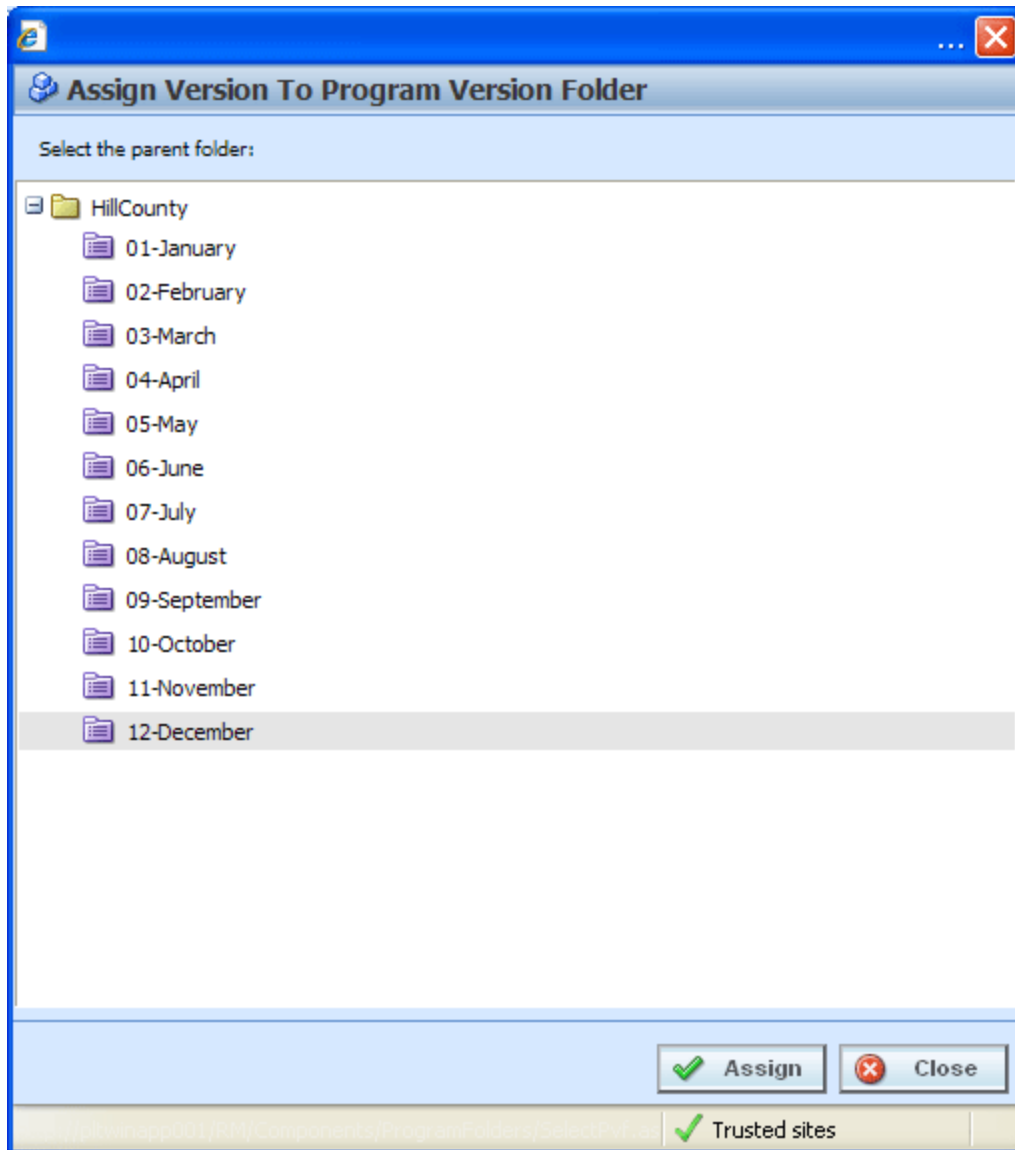 ...
Assign Version To Program Version Folder
Select the parent folder:
HillCounty
01-January
02-February
03-March
04-April
05-May
06-June
07-July
08-August
09-September
10-October
11-November
12-December
Assign Close
Trusted sites